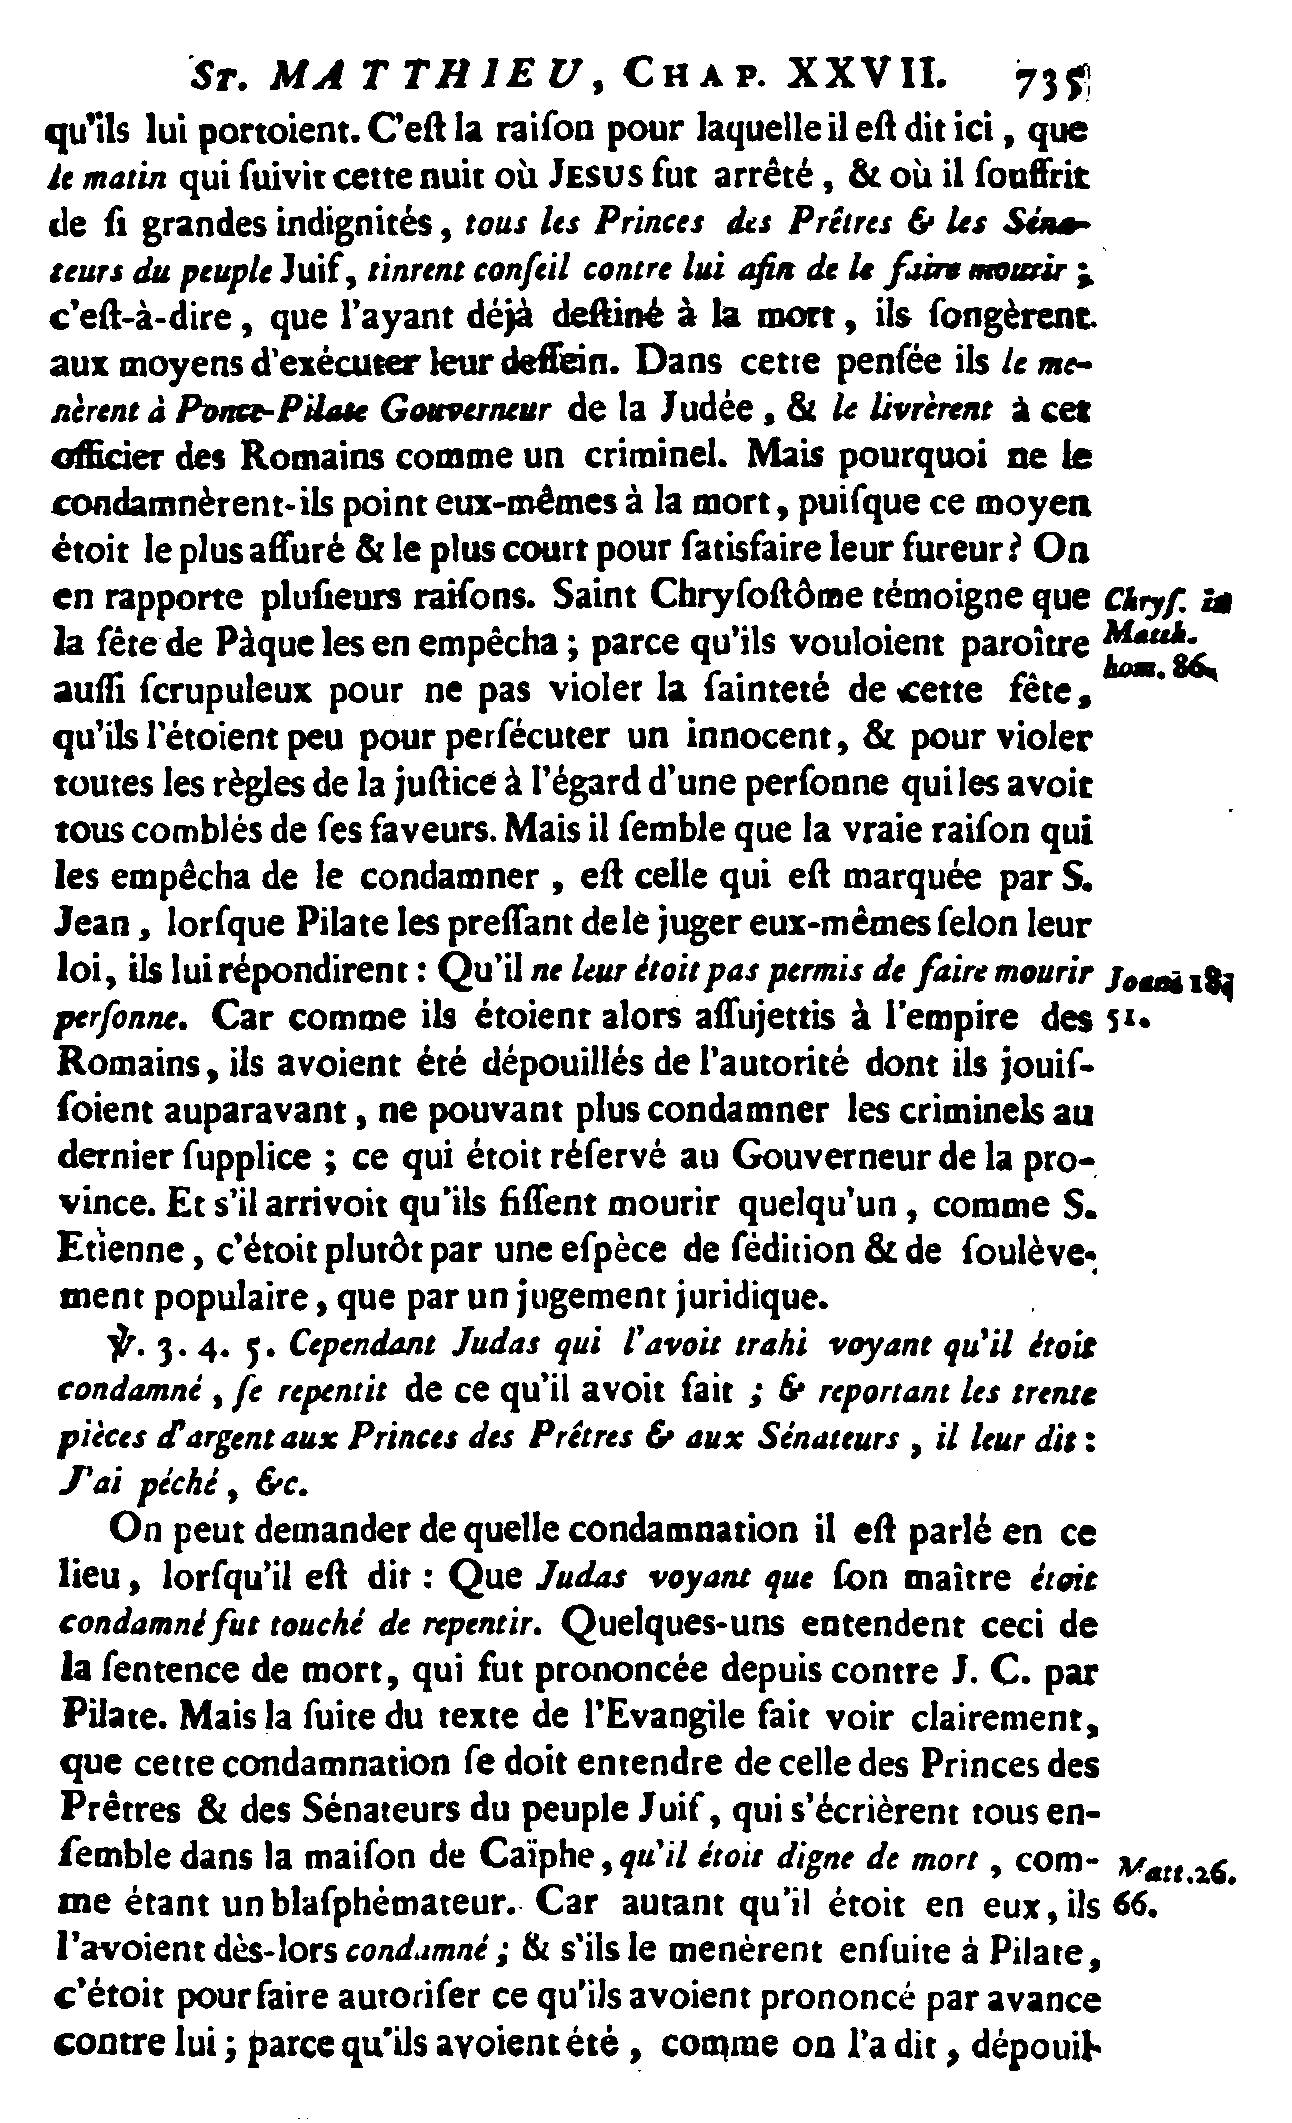 ST. MATTHIEU, CHAP. XXVII. 735
qu'ils lui portoient. C'eſt la raiſon pour laquelle il eſt dit ici, que
le matin qui ſuivit cette nuit où JESUS fut arrêté, & où il ſouffrit
de ſi grandes indignités, tous les Princes des Prêtres & les Séna-
teurs du peuple Juif, tinrent conſeil contre lui afin de le faire mourir;
c'eſt-à-dire, que l'ayant déjà deſtiné à la mort, ils ſongèrent
aux moyens d'exécuter leur deſſein. Dans cette penſée ils le me-
nèrent à Ponce-Pilate Gouverneur de la Judée, & le livrèrent à cet
officier des Romains comme un criminel. Mais pourquoi ne le
condamnèrent-ils point eux-mêmes à la mort, puiſque ce moyen
étoit le plus aſſuré & le plus court pour ſatisfaire leur fureur? On
en rapporte pluſieurs raiſons. Saint Chryſoſtôme témoigne que
la fête de Pàque les en empêcha; parce qu'ils vouloient paroître
auſſi ſcrupuleux pour ne pas violer la ſainteté de cette fête,
qu'ils l'étoient peu pour perſécuter un innocent, & pour violer
toutes les règles de la juſtice à l'égard d'une perſonne qui les avoit
tous comblés de ſes faveurs. Mais il ſemble que la vraie raiſon qui
les empêcha de le condamner, eſt celle qui eſt marquée par S.
Jean, lorſque Pilate les preſſant de le juger eux-mêmes ſelon leur
loi, ils lui répondirent: Qu'il ne leur étoit pas permis de faire mourir
perſonne. Car comme ils étoient alors aſſujettis à l'empire des
Romains, ils avoient été dépouillés de l'autorité dont ils jouiſ-
ſoient auparavant, ne pouvant plus condamner les criminels au
dernier ſupplice; ce qui étoit réſervé au Gouverneur de la pro-
vince. Et s'il arrivoit qu'ils fiſſent mourir quelqu'un, comme S.
Etienne, c'étoit plutôt par une eſpèce de ſédition & de ſoulève-
ment populaire, que par un jugement juridique.
℣. 3. 4. 5. Cependant Judas qui l'avoit trahi voyant qu'il étoit
condamné, ſe repentit de ce qu'il avoit fait; & reportant les trente
pièces d'argent aux Princes des Prêtres & aux Sénateurs, il leur dit:
J'ai péché, &c.
On peut demander de quelle condamnation il eſt parlé en ce
lieu, lorſqu'il eſt dit: Que Judas voyant que ſon maître étoit
condamné fut touché de repentir. Quelques-uns entendent ceci de
la ſentence de mort, qui fut prononcée depuis contre J. C. par
Pilate. Mais la ſuite du texte de l'Evangile fait voir clairement,
que cette condamnation ſe doit entendre de celle des Princes des
Prêtres & des Sénateurs du peuple Juif, qui s'écrièrent tous en-
ſemble dans la maiſon de Caïphe, qu'il étoit digne de mort, com-
me étant un blaſphémateur. Car autant qu'il étoit en eux, ils
l'avoient dès-lors condamné; & s'ils le menèrent enſuite à Pilate,
c'étoit pour faire autoriſer ce qu'ils avoient prononcé par avance
contre lui; parce qu'ils avoient été, comme on l'a dit, dépouil-
Chryſ. in
Matth.
hom. 86.
Joan. 18.
51.
Matt. 26.
66.